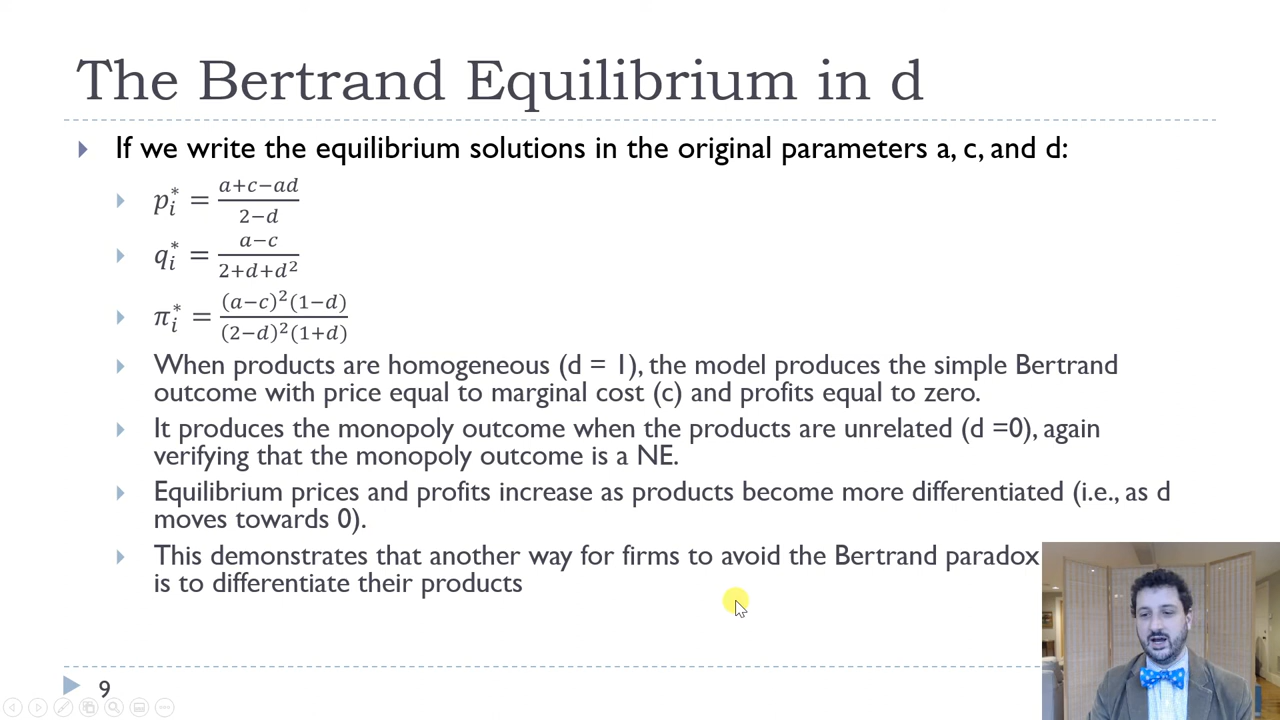 The Bertrand Equilibrium in d
If we write the equilibrium solutions in the original parameters a, c, and d:
p_i^* = \frac{a+c-ad}{2-d}
q_i^* = \frac{a-c}{2+d+d^2}
π_i^* = \frac{(a-c)^2(1-d)}{(2-d)^2(1+d)}
When products are homogeneous (d = 1), the model produces the simple Bertrand
outcome with price equal to marginal cost (c) and profits equal to zero.
It produces the monopoly outcome when the products are unrelated (d =0), again
verifying that the monopoly outcome is a NE.
Equilibrium prices and profits increase as products become more differentiated (i.e., as d
moves towards 0).
This demonstrates that another way for firms to avoid the Bertrand paradox
is to differentiate their products
9